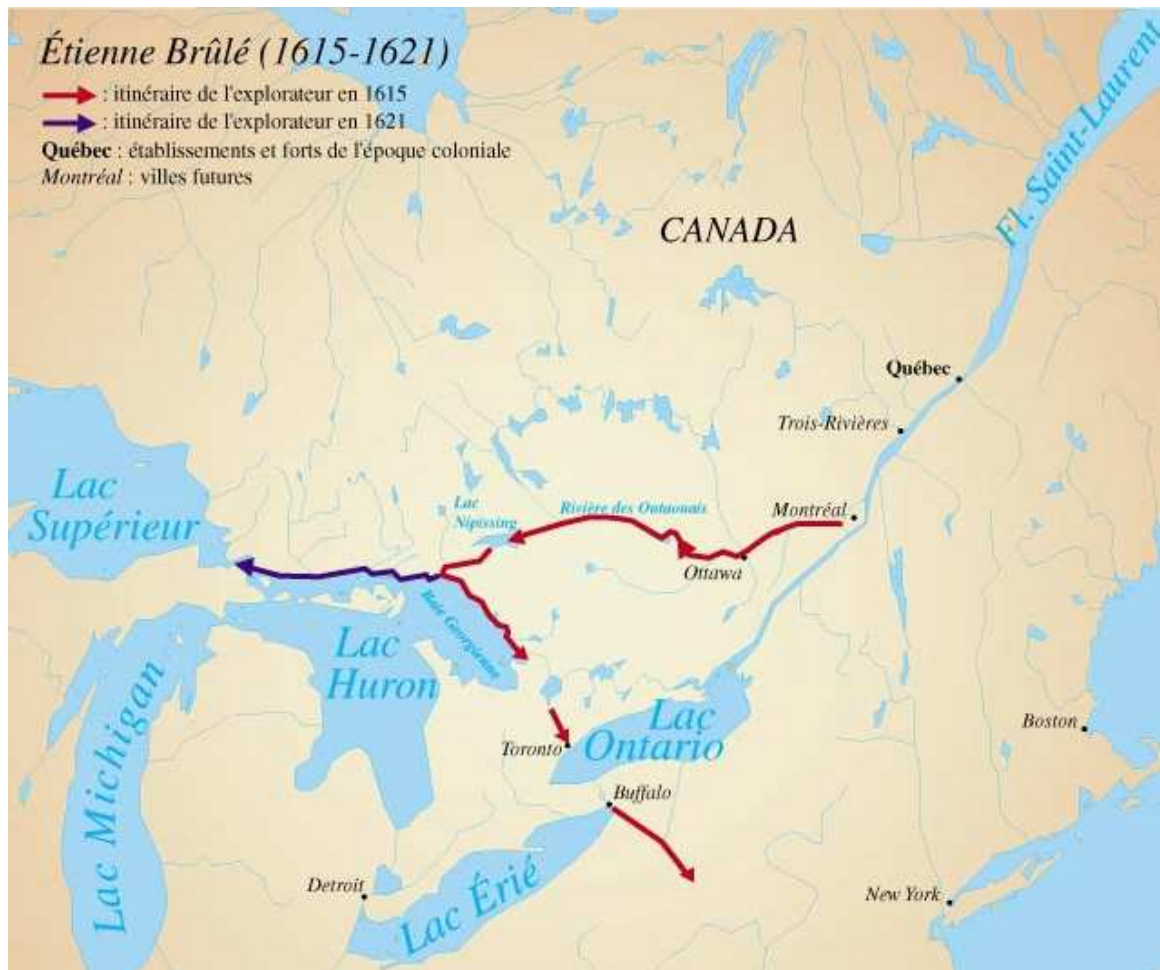 Étienne Brûlé (1615-1621)
: itinéraire de l'explorateur en 1615
: itinéraire de l'explorateur en 1621
Québec : établissements et forts de l'époque coloniale
Montréal : villes futures
Fl. Saint-Laurent
CANADA
Québec
Trois-Rivières
Lac
Supérieur
Lac
Nipissing
Rivière des Outaouais
Montréal
Ottawa
Baie Georgienne
Lac
Huron
Lac Michigan
Lac
Ontario
Toronto
Boston
Buffalo
Detroit
Lac Érié
New York